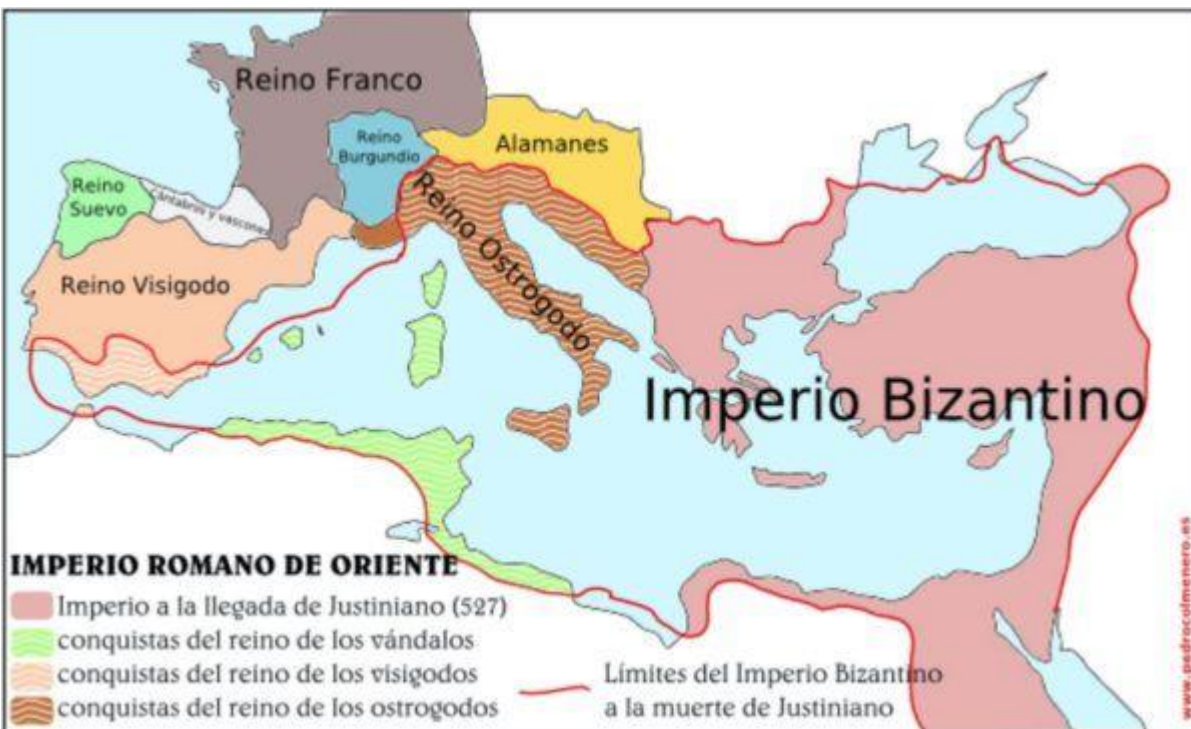 Reino Franco
Reino
Burgundio
Alamanes
Reino
Suevo
Cántabros y vascones
Reino Ostrogodo
Reino Visigodo
Imperio Bizantino
IMPERIO ROMANO DE ORIENTE
Imperio a la llegada de Justiniano (527)
conquistas del reino de los vándalos
conquistas del reino de los visigodos
conquistas del reino de los ostrogodos
Límites del Imperio Bizantino
a la muerte de Justiniano
www.pedrocolmenero.es